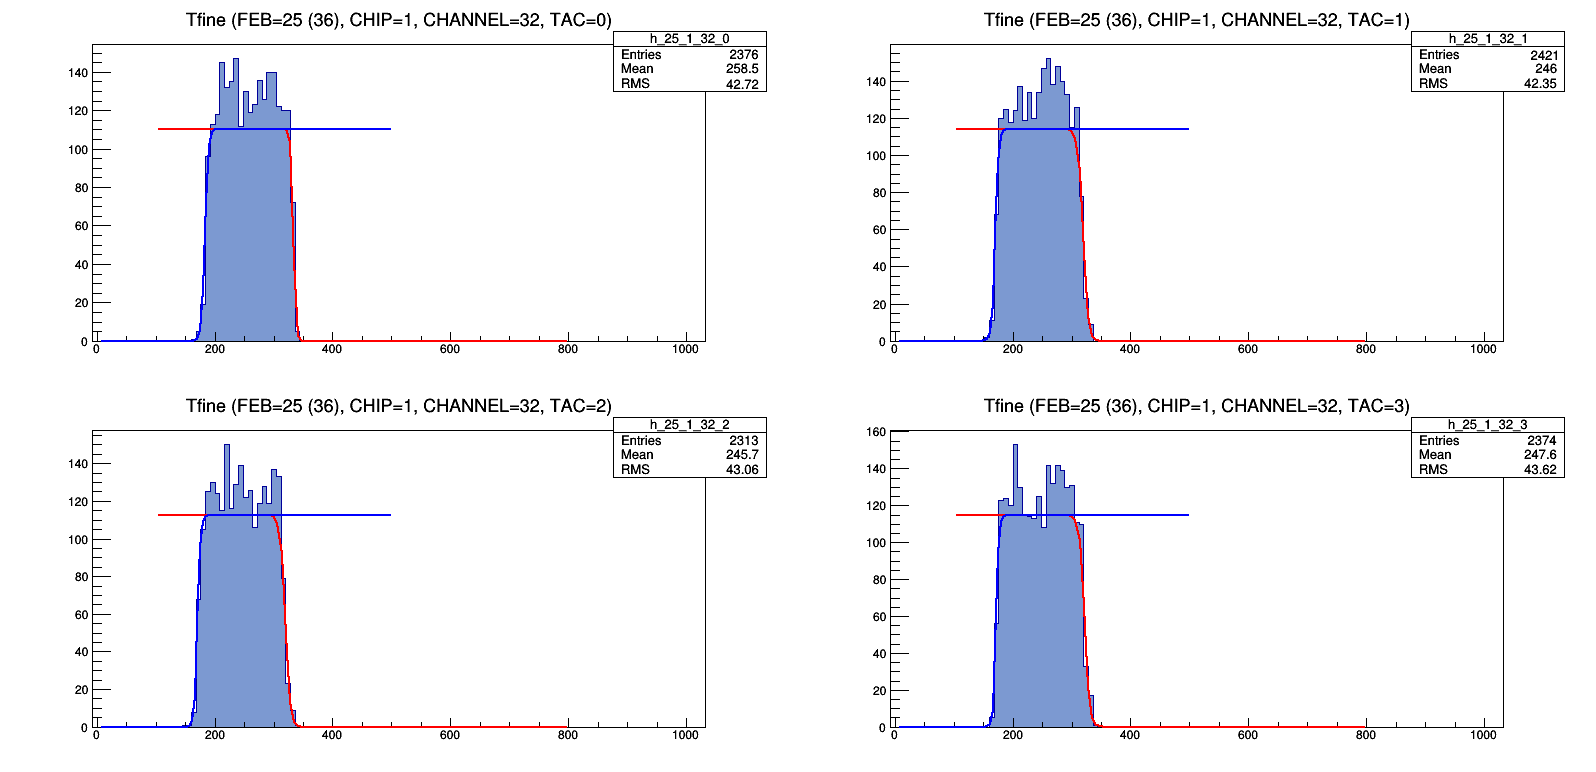 Tfine (FEB=25 (36), CHIP=1, CHANNEL=32, TAC=0)
h_25_1_32_0
Entries 2376
Mean 258.5
RMS 42.72
140
120
100
80
60
40
20
0
0 200 400 600 800 1000
Tfine (FEB=25 (36), CHIP=1, CHANNEL=32, TAC=1)
h_25_1_32_1
Entries 2421
Mean 246
RMS 42.35
140
120
100
80
60
40
20
0
0 200 400 600 800 1000
Tfine (FEB=25 (36), CHIP=1, CHANNEL=32, TAC=2)
h_25_1_32_2
Entries 2313
Mean 245.7
RMS 43.06
140
120
100
80
60
40
20
0
0 200 400 600 800 1000
Tfine (FEB=25 (36), CHIP=1, CHANNEL=32, TAC=3)
h_25_1_32_3
Entries 2374
Mean 247.6
RMS 43.62
160
140
120
100
80
60
40
20
0
0 200 400 600 800 1000